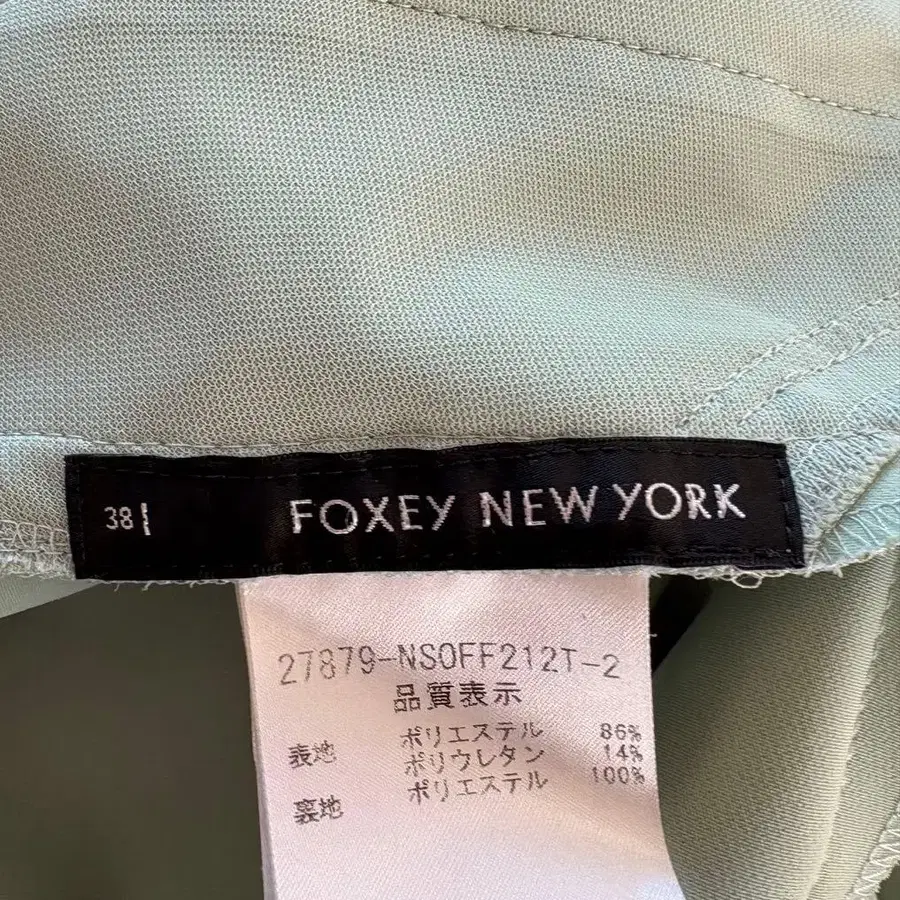 38
FOXEY NEW YORK
27879-NSOFF212T-2
品質表示
表地 ポリエステル 86%
ポリウレタン 14%
裏地 ポリエステル 100%